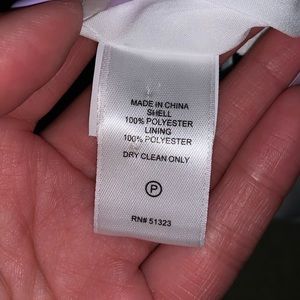 MADE IN CHINA
SHELL
100% POLYESTER
LINING
100% POLYESTER
DRY CLEAN ONLY
P
RN# 51323